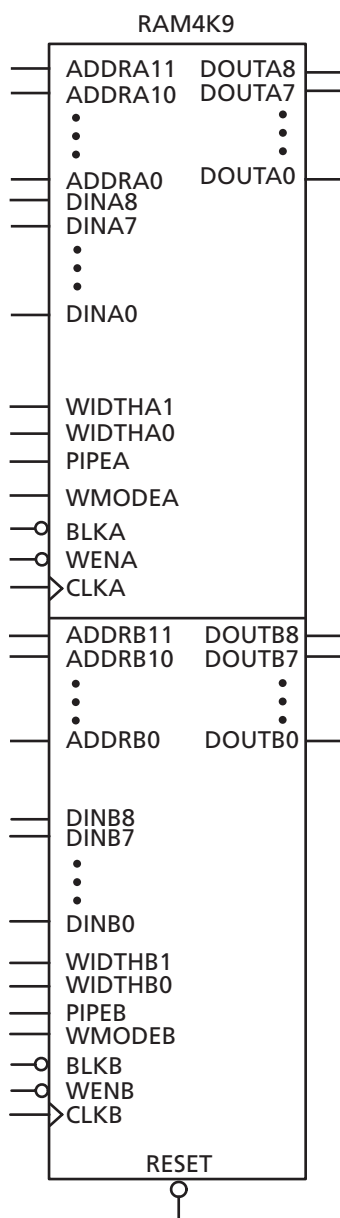 RAM4K9
ADDRA11 DOUTA8
ADDRA10 DOUTA7
ADDRA0 DOUTA0
DINA8
DINA7
DINA0
WIDTHA1
WIDTHA0
PIPEA
WMODEA
BLKA
WENA
CLKA
ADDRB11 DOUTB8
ADDRB10 DOUTB7
ADDRB0 DOUTB0
DINB8
DINB7
DINB0
WIDTHB1
WIDTHB0
PIPEB
WMODEB
BLKB
WENB
CLKB
RESET